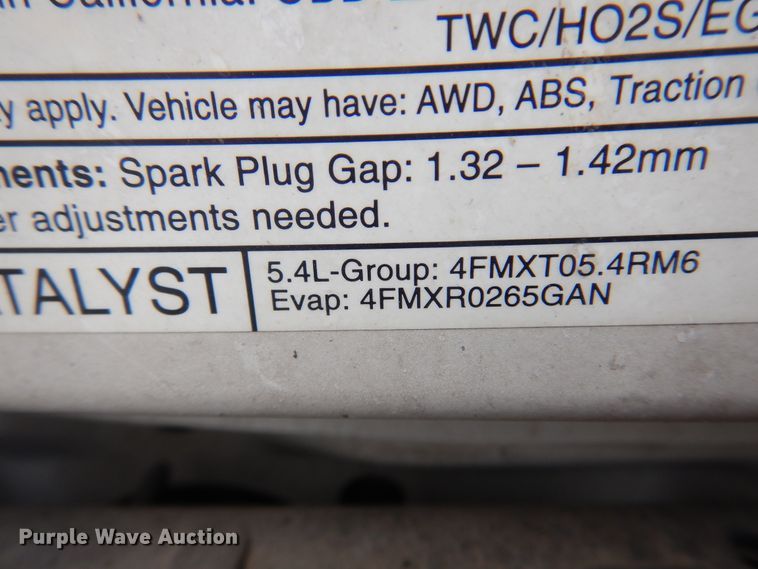 TWC/HO2S/EG
y apply. Vehicle may have: AWD, ABS, Traction
ments: Spark Plug Gap: 1.32 – 1.42mm
er adjustments needed.
TALYST
5.4L-Group: 4FMXT05.4RM6
Evap: 4FMXR0265GAN
Purple Wave Auction